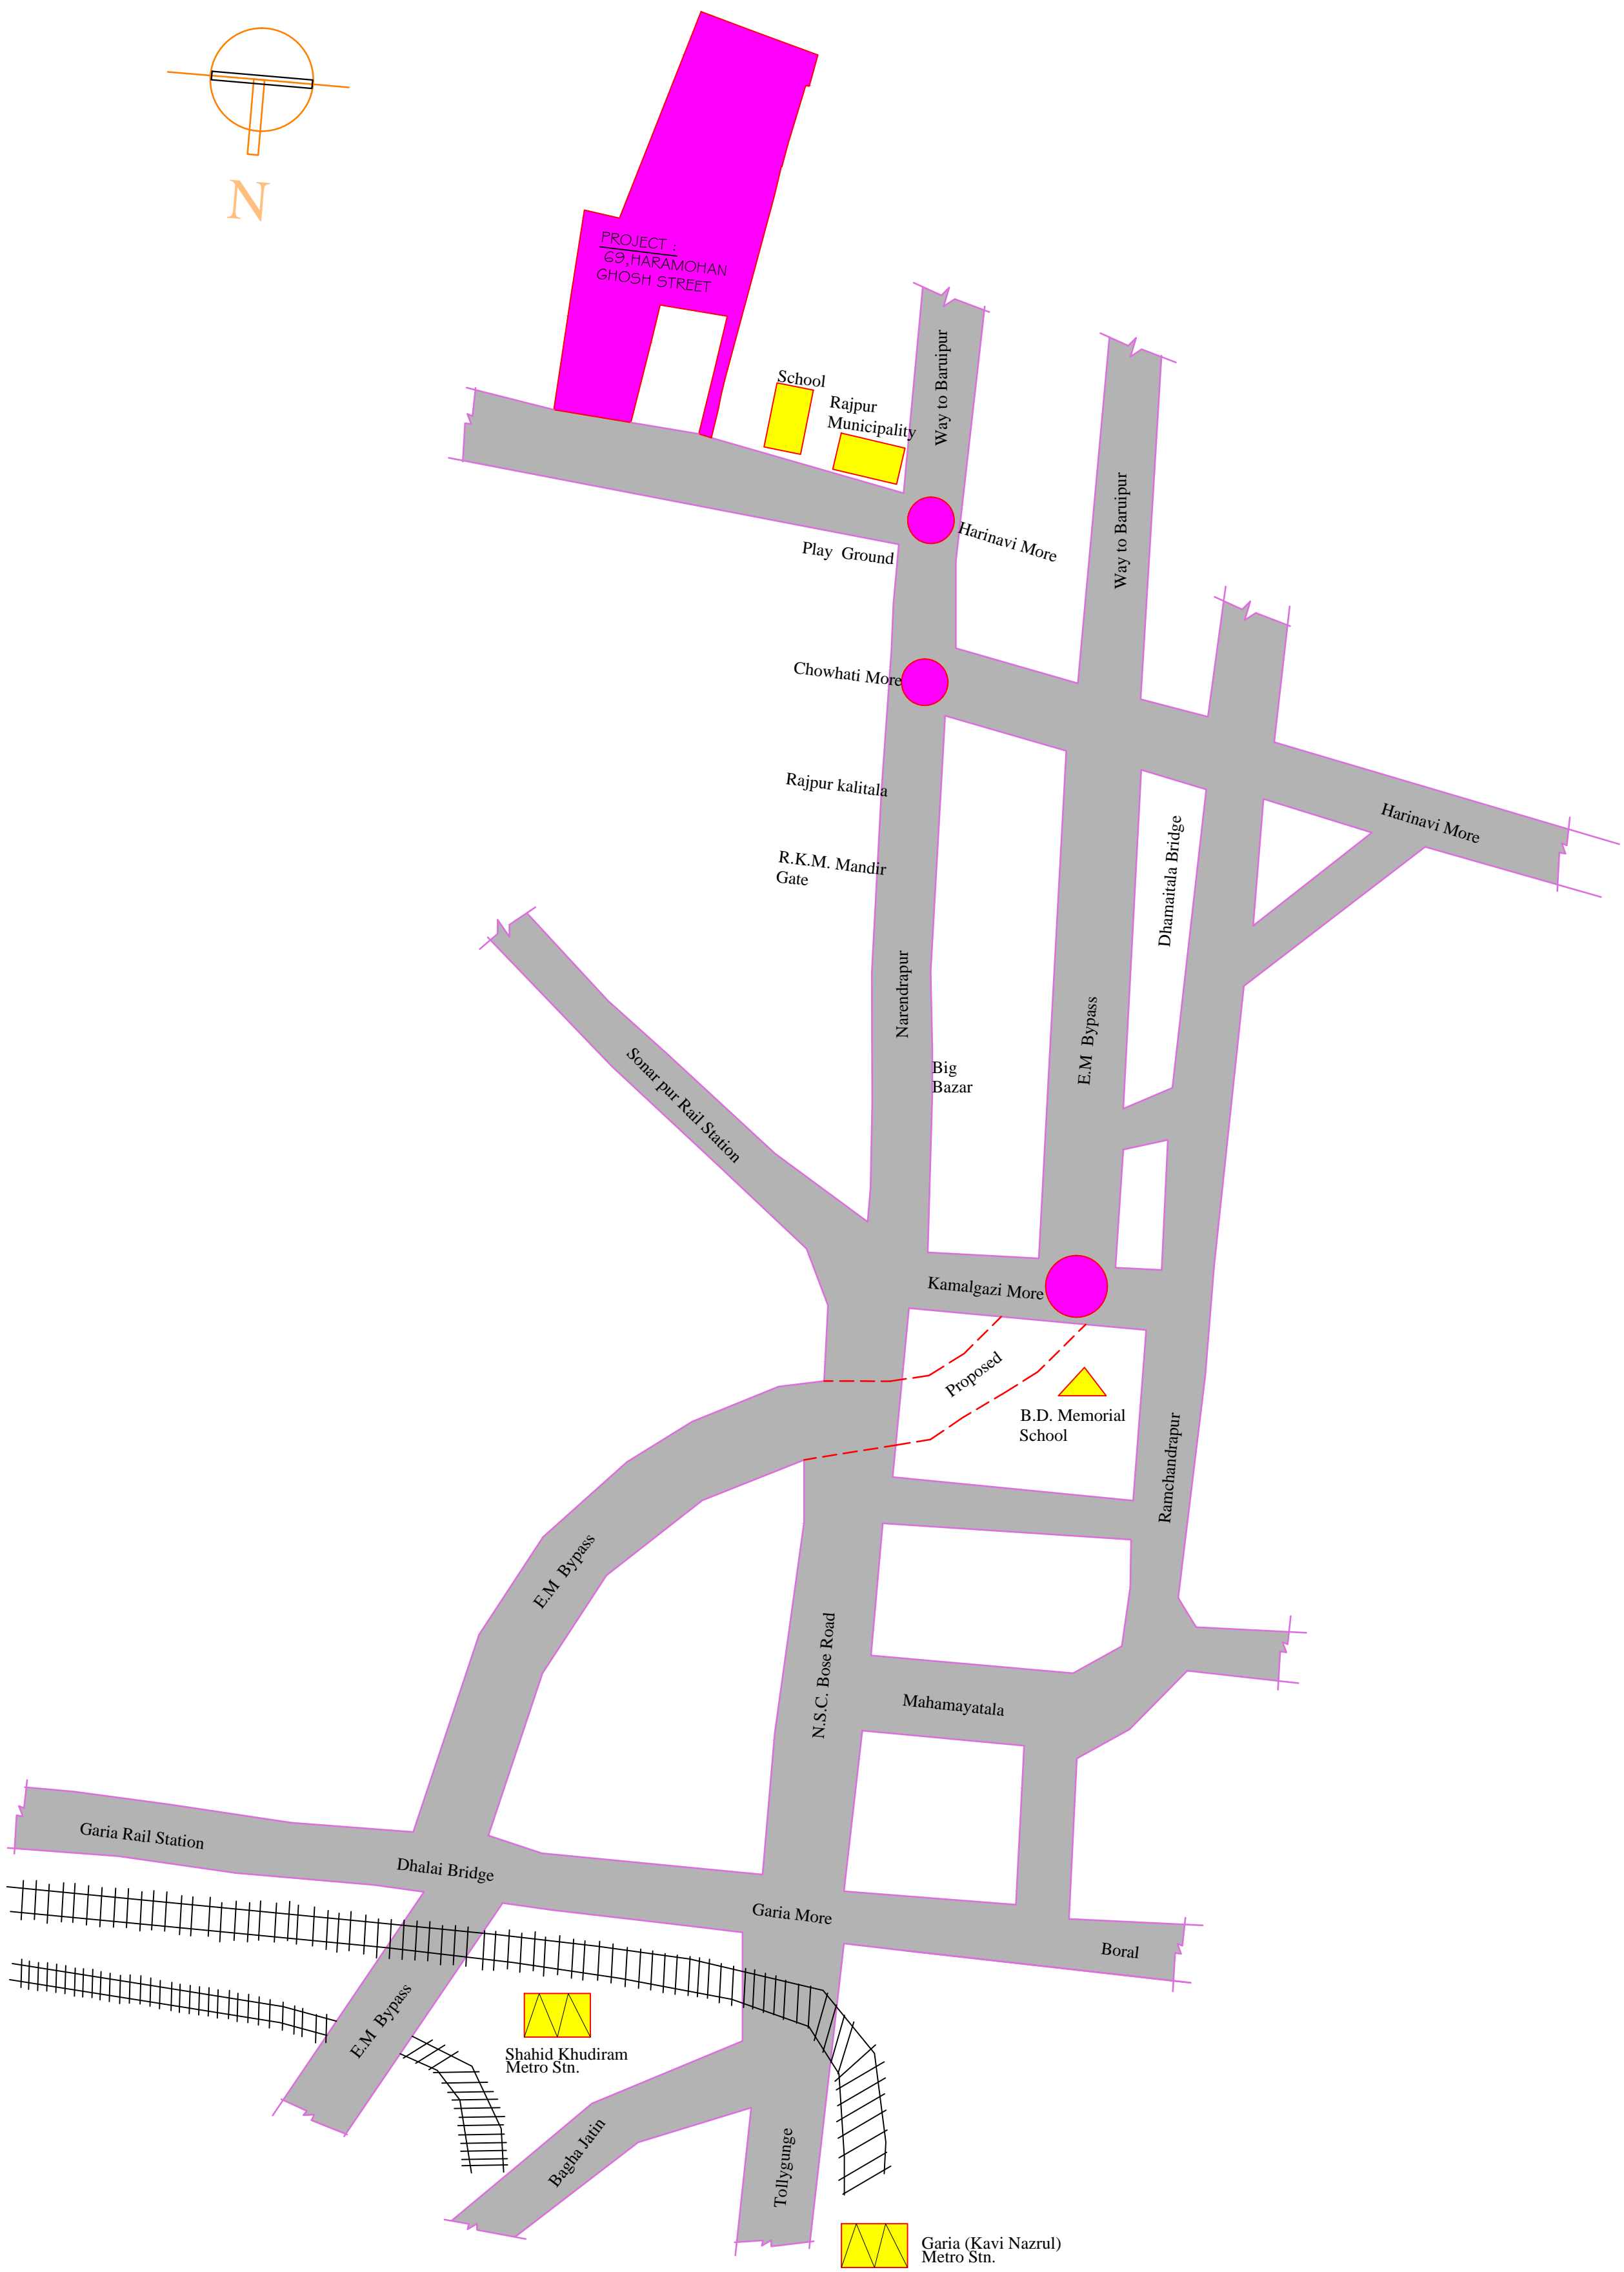 N
PROJECT :
69,HARAMOHAN
GHOSH STREET
School
Rajpur
Municipality
Way to Baruipur
Way to Baruipur
Harinavi More
Play Ground
Chowhati More
Rajpur kalitala
R.K.M. Mandir
Gate
Harinavi More
Dhamaitala Bridge
Narendrapur
E.M Bypass
Big
Bazar
Sonar pur Rail Station
Kamalgazi More
Proposed
B.D. Memorial
School
Ramchandrapur
E.M Bypass
N.S.C. Bose Road
Mahamayatala
Garia Rail Station
Dhalai Bridge
Garia More
Boral
E.M Bypass
Shahid Khudiram
Metro Stn.
Bagha Jatin
Tollygunge
Garia (Kavi Nazrul)
Metro Stn.